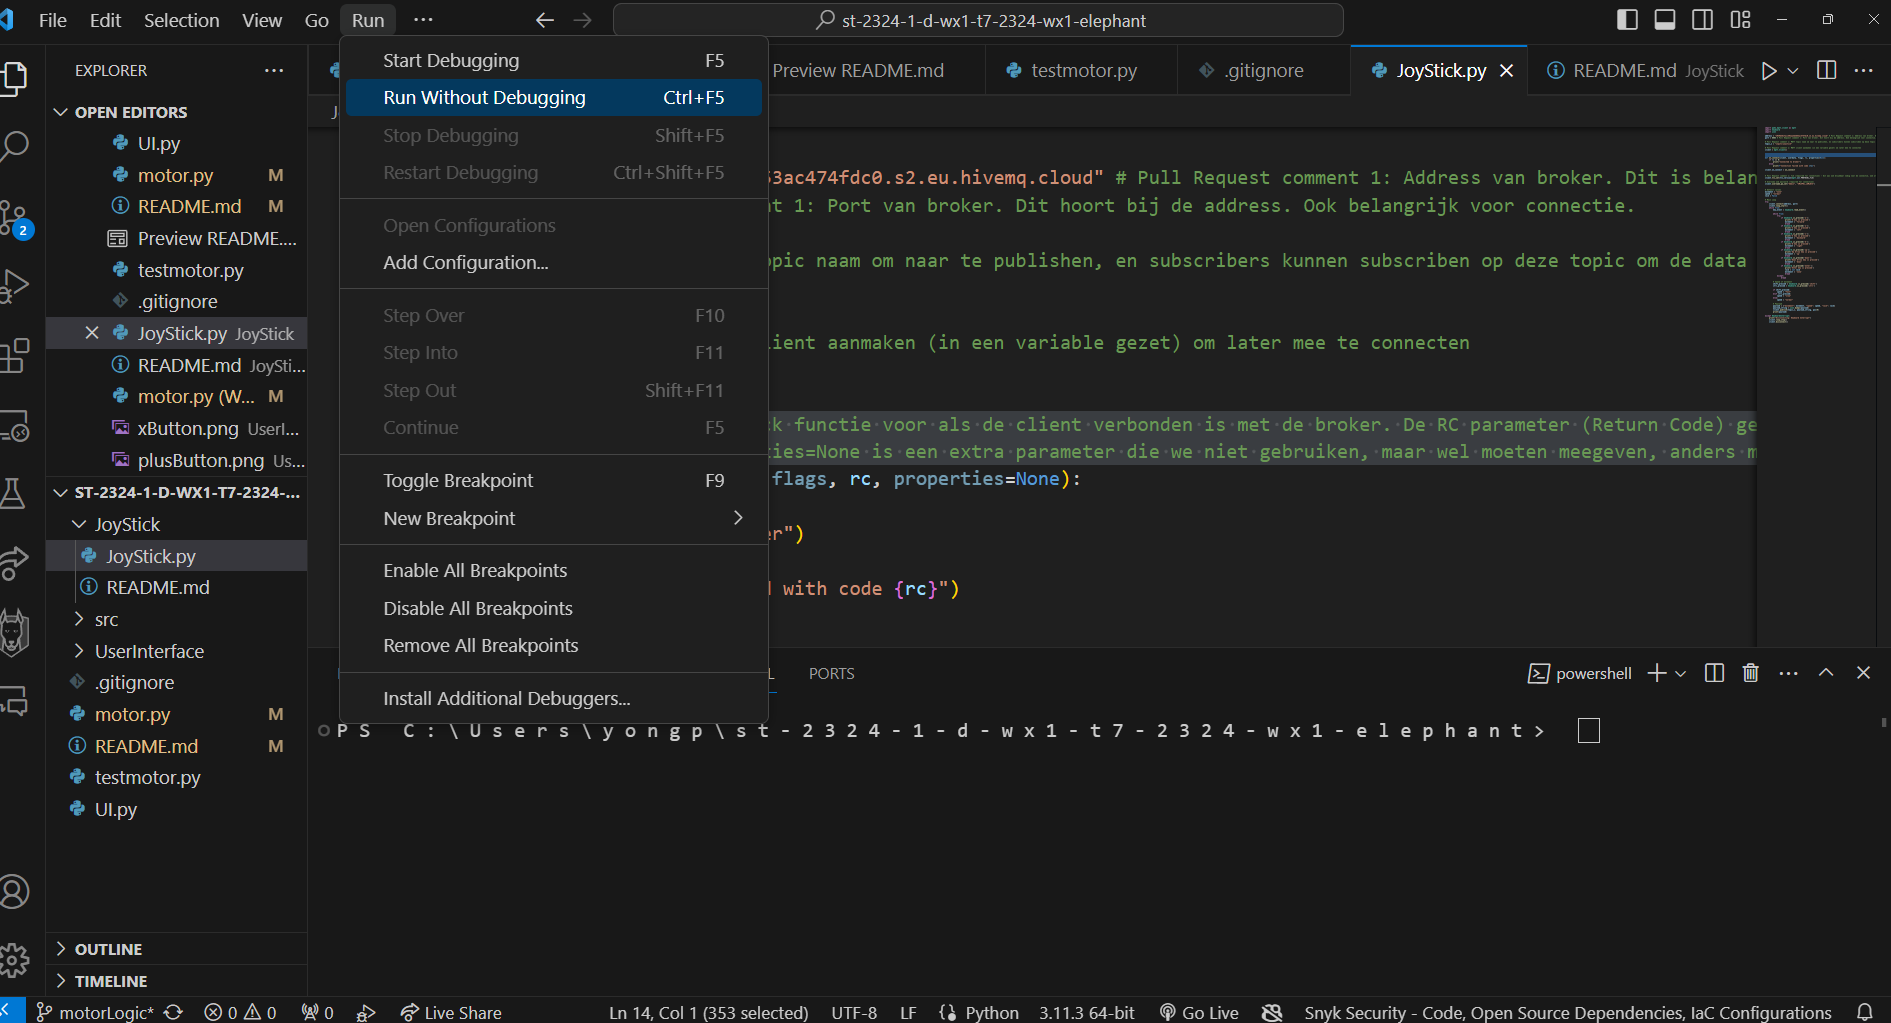 File Edit Selection View Go Run ...
st-2324-1-d-wx1-t7-2324-wx1-elephant
EXPLORER
OPEN EDITORS
UI.py
motor.py M
README.md M
Preview README....
testmotor.py
.gitignore
JoyStick.py JoyStick
README.md JoySti...
motor.py (W... M
xButton.png UserI...
plusButton.png Us...
ST-2324-1-D-WX1-T7-2324-...
JoyStick
JoyStick.py
README.md
src
UserInterface
.gitignore
motor.py M
README.md M
testmotor.py
UI.py
OUTLINE
TIMELINE
2
Start Debugging F5
Run Without Debugging Ctrl+F5
Stop Debugging Shift+F5
Restart Debugging Ctrl+Shift+F5
Open Configurations
Add Configuration...
Step Over F10
Step Into F11
Step Out Shift+F11
Continue F5
Toggle Breakpoint F9
New Breakpoint
Enable All Breakpoints
Disable All Breakpoints
Remove All Breakpoints
Install Additional Debuggers...
Preview README.md testmotor.py .gitignore JoyStick.py README.md JoyStick
53ac474fdc0.s2.eu.hivemq.cloud" # Pull Request comment 1: Address van broker. Dit is belan
nt 1: Port van broker. Dit hoort bij de address. Ook belangrijk voor connectie.
opic naam om naar te publishen, en subscribers kunnen subscriben op deze topic om de data
lient aanmaken (in een variable gezet) om later mee te connecten
ck functie voor als de client verbonden is met de broker. De RC parameter (Return Code) ge
ties=None is een extra parameter die we niet gebruiken, maar wel moeten meegeven, anders m
flags, rc, properties=None):
er")
d with code {rc}")
L PORTS
powershell
PS C:\Users\yongp\st-2324-1-d-wx1-t7-2324-wx1-elephant>
motorLogic* 0 0 0 Live Share Ln 14, Col 1 (353 selected) UTF-8 LF Python 3.11.3 64-bit Go Live Snyk Security - Code, Open Source Dependencies, IaC Configurations